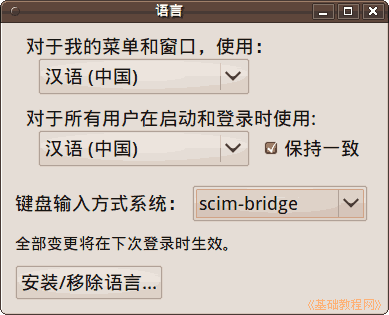 语言
对于我的菜单和窗口，使用：
汉语 (中国)
对于所有用户在启动和登录时使用:
汉语 (中国)
保持一致
键盘输入方式系统：
scim-bridge
全部变更将在下次登录时生效。
安装/移除语言...
《基础教程网》